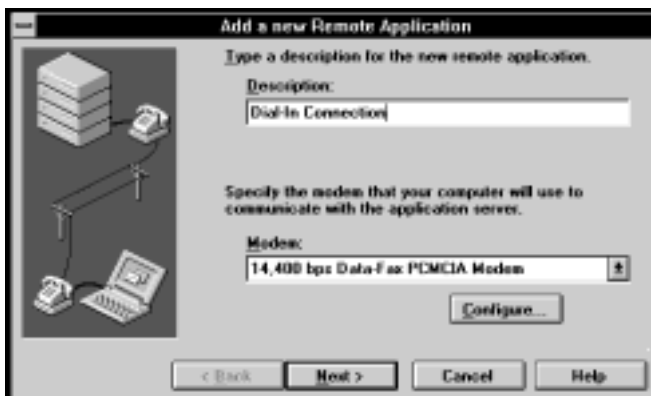 Add a new Remote Application
Type a description for the new remote application.
Description:
Dial-In Connection
Specify the modem that your computer will use to
communicate with the application server.
Modem:
14,400 bps Data-Fax PCMCIA Modem
Configure...
< Back
Next >
Cancel
Help